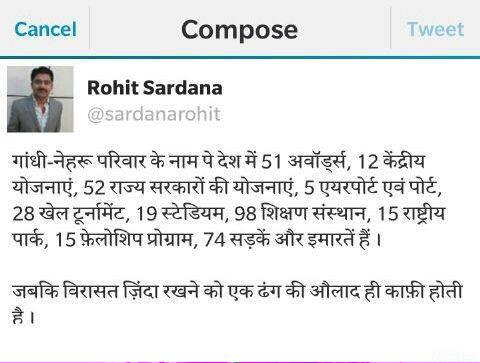 Cancel Compose Tweet
Rohit Sardana
@sardanarohit
गांधी-नेहरू परिवार के नाम पे देश में 51 अवॉर्ड्स, 12 केंद्रीय
योजनाएं, 52 राज्य सरकारों की योजनाएं, 5 एयरपोर्ट एवं पोर्ट,
28 खेल टूर्नामेंट, 19 स्टेडियम, 98 शिक्षण संस्थान, 15 राष्ट्रीय
पार्क, 15 फ़ेलोशिप प्रोग्राम, 74 सड़कें और इमारतें हैं ।
जबकि विरासत ज़िंदा रखने को एक ढंग की औलाद ही काफ़ी होती
है ।